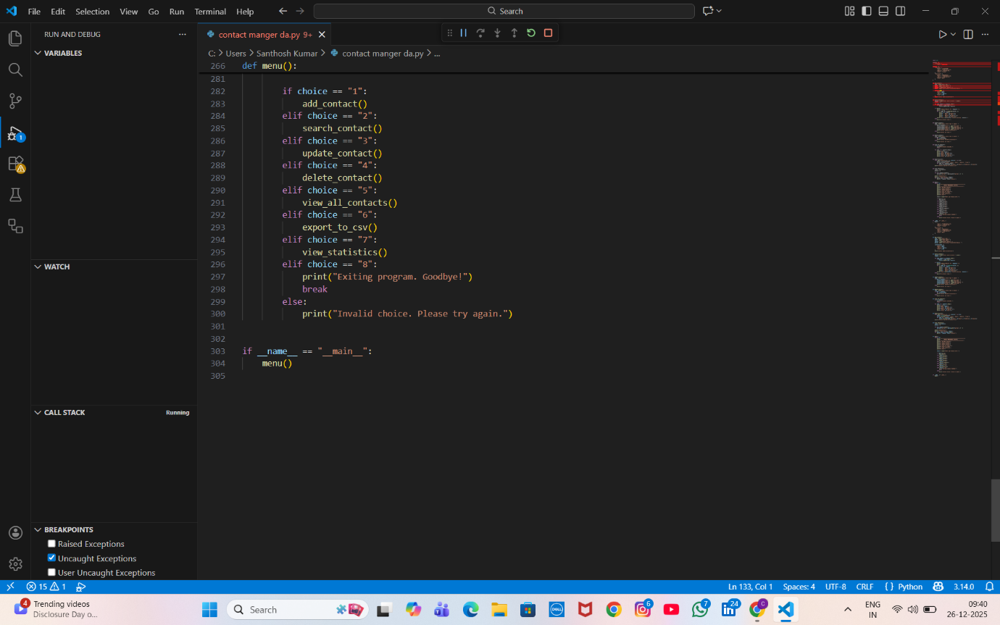 File Edit Selection View Go Run Terminal Help Search
RUN AND DEBUG
contact manger da.py 9+
VARIABLES
C: > Users > Santhosh Kumar > contact manger da.py > ...
266 def menu():
281
282 if choice == "1":
283 add_contact()
284 elif choice == "2":
285 search_contact()
286 elif choice == "3":
287 update_contact()
288 elif choice == "4":
289 delete_contact()
290 elif choice == "5":
291 view_all_contacts()
292 elif choice == "6":
293 export_to_csv()
294 elif choice == "7":
295 view_statistics()
296 elif choice == "8":
297 print("Exiting program. Goodbye!")
298 break
299 else:
300 print("Invalid choice. Please try again.")
301
302
303 if __name__ == "__main__":
304 menu()
305
1
WATCH
CALL STACK Running
BREAKPOINTS
Raised Exceptions
Uncaught Exceptions
User Uncaught Exceptions
15 1 Ln 133, Col 1 Spaces: 4 UTF-8 CRLF { } Python 3.14.0
4 Trending videos
Disclosure Day o...
Search
DELL
6
7
24
C
ENG
IN
09:40
26-12-2025